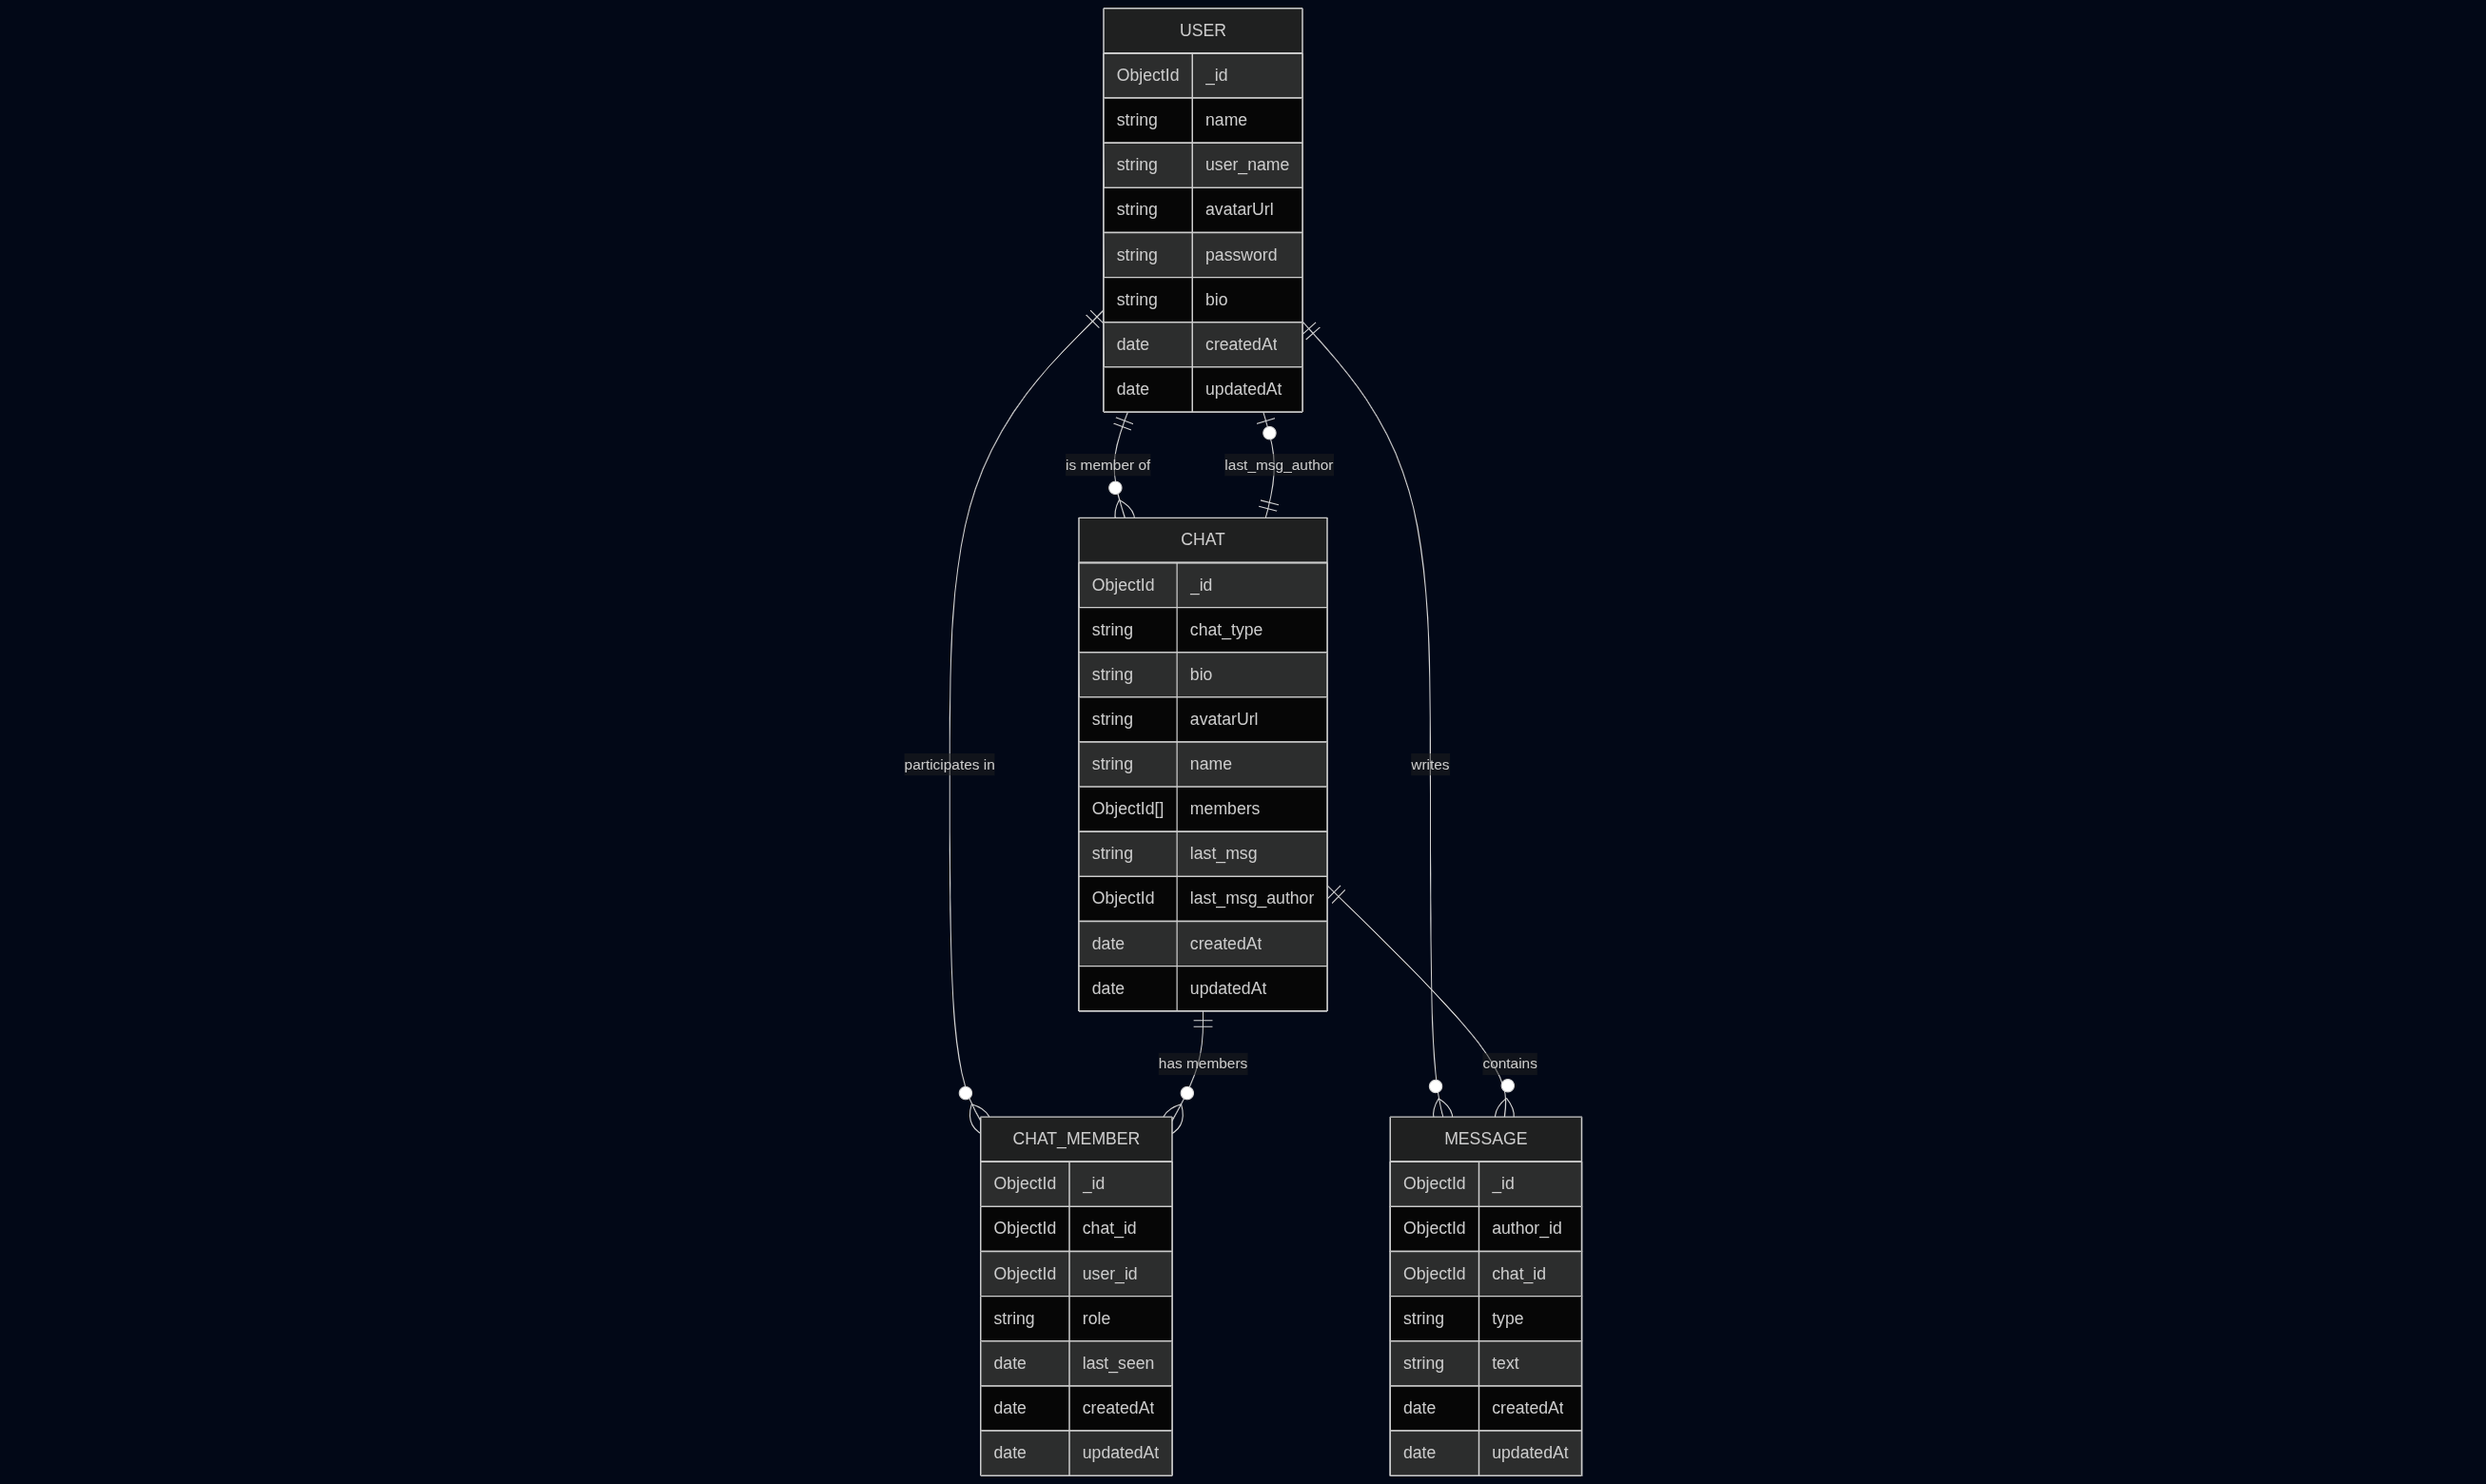 USER
ObjectId _id
string name
string user_name
string avatarUrl
string password
string bio
date createdAt
date updatedAt
is member of
last_msg_author
CHAT
ObjectId _id
string chat_type
string bio
string avatarUrl
string name
ObjectId[] members
string last_msg
ObjectId last_msg_author
date createdAt
date updatedAt
participates in
writes
has members
contains
CHAT_MEMBER
ObjectId _id
ObjectId chat_id
ObjectId user_id
string role
date last_seen
date createdAt
date updatedAt
MESSAGE
ObjectId _id
ObjectId author_id
ObjectId chat_id
string type
string text
date createdAt
date updatedAt